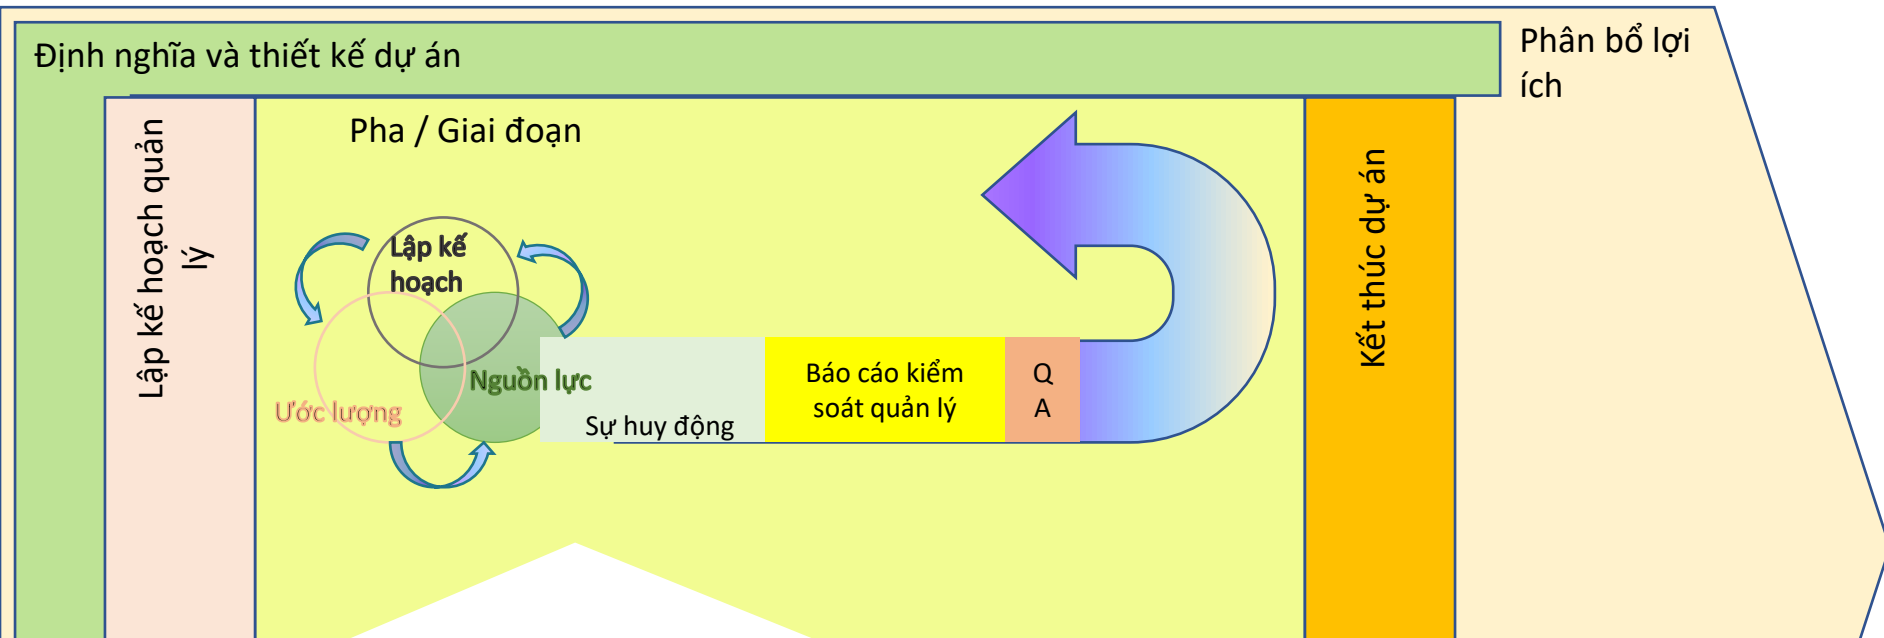 Định nghĩa và thiết kế dự án
Phân bổ lợi
ích
Lập kế hoạch quản
lý
Pha / Giai đoạn
Lập kế
hoạch
Nguồn lực
Ước lượng
Sự huy động
Báo cáo kiểm
soát quản lý
Q
A
Kết thúc dự án